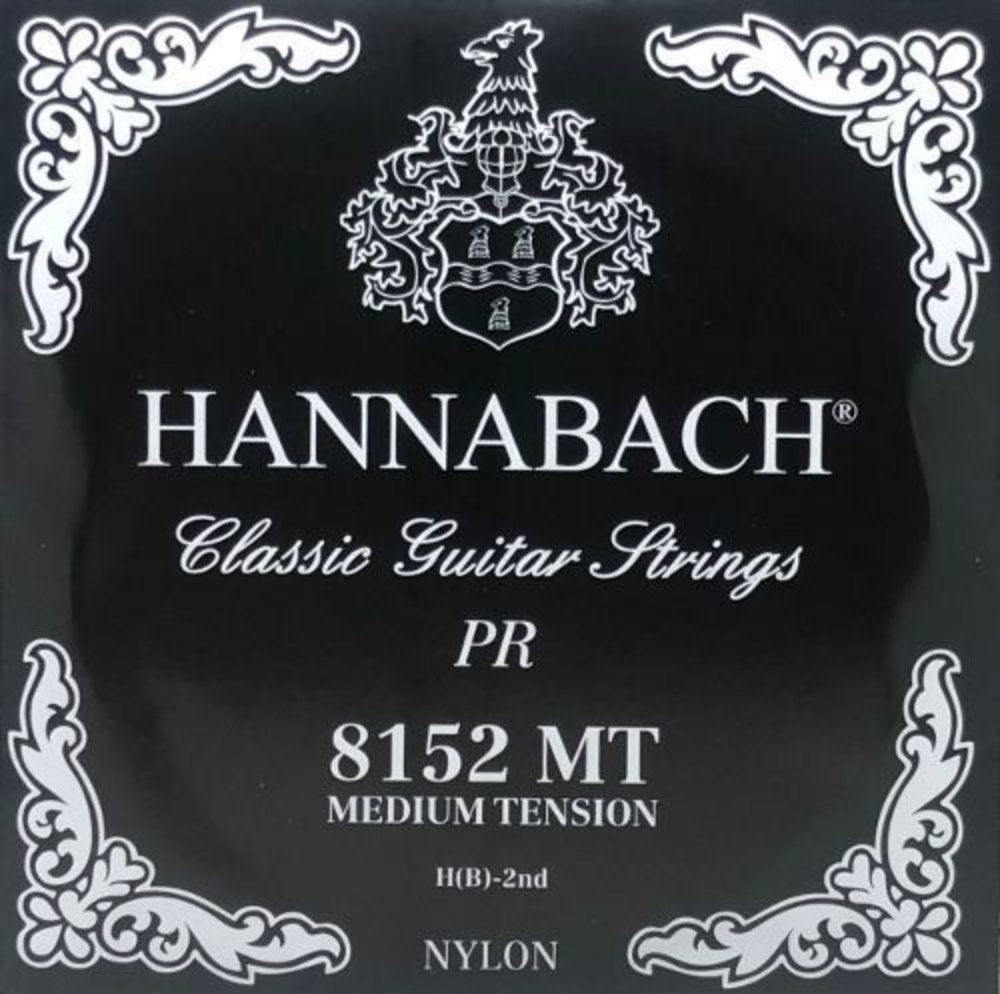 HANNABACH®
Classic Guitar Strings
PR
8152 MT
MEDIUM TENSION
H(B)-2nd
NYLON